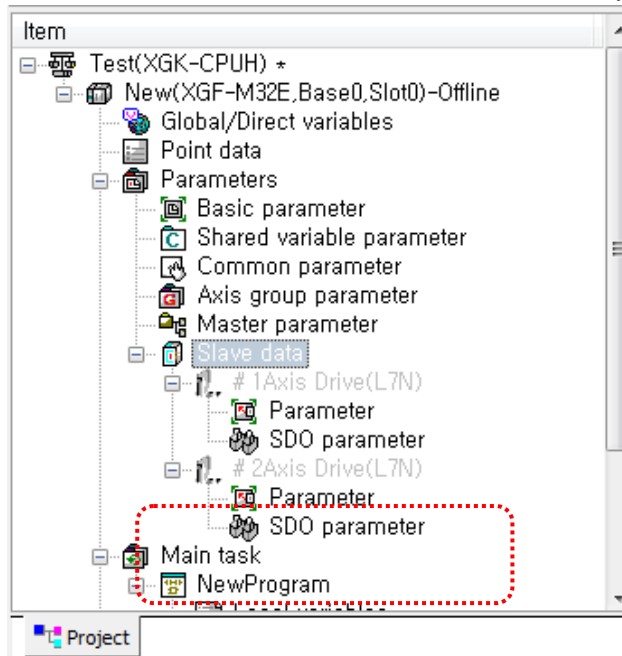 Item
Test(XGK-CPUH) *
New(XGF-M32E,Base0,Slot0)-Offline
Global/Direct variables
Point data
Parameters
Basic parameter
Shared variable parameter
Common parameter
Axis group parameter
Master parameter
Slave data
# 1Axis Drive(L7N)
Parameter
SDO parameter
# 2Axis Drive(L7N)
Parameter
SDO parameter
Main task
NewProgram
Project